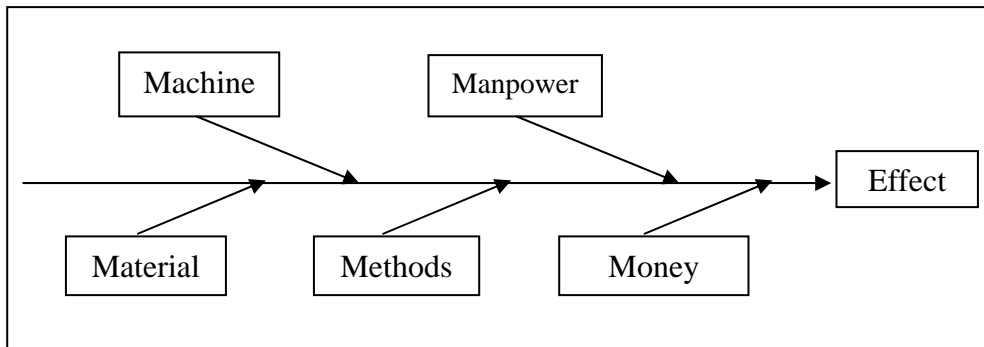 Machine
Manpower
Effect
Material
Methods
Money